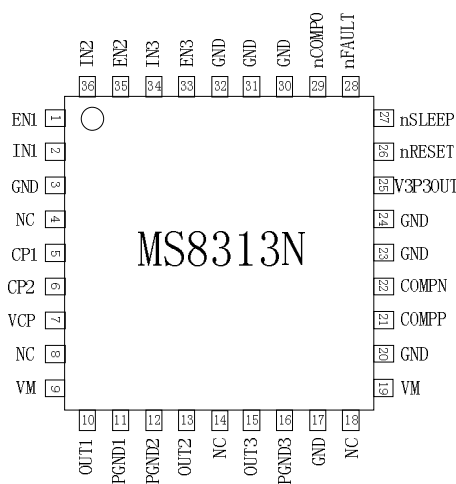 IN2 EN2 IN3 EN3 GND GND GND nCOMPO nFAULT
36 35 34 33 32 31 30 29 28
EN1 1 27 nSLEEP
IN1 2 26 nRESET
GND 3 25 V3P3OUT
NC 4 24 GND
CP1 5 23 GND
MS8313N
CP2 6 22 COMPN
VCP 7 21 COMPP
NC 8 20 GND
VM 9 19 VM
10 11 12 13 14 15 16 17 18
OUT1 PGND1 PGND2 OUT2 NC OUT3 PGND3 GND NC